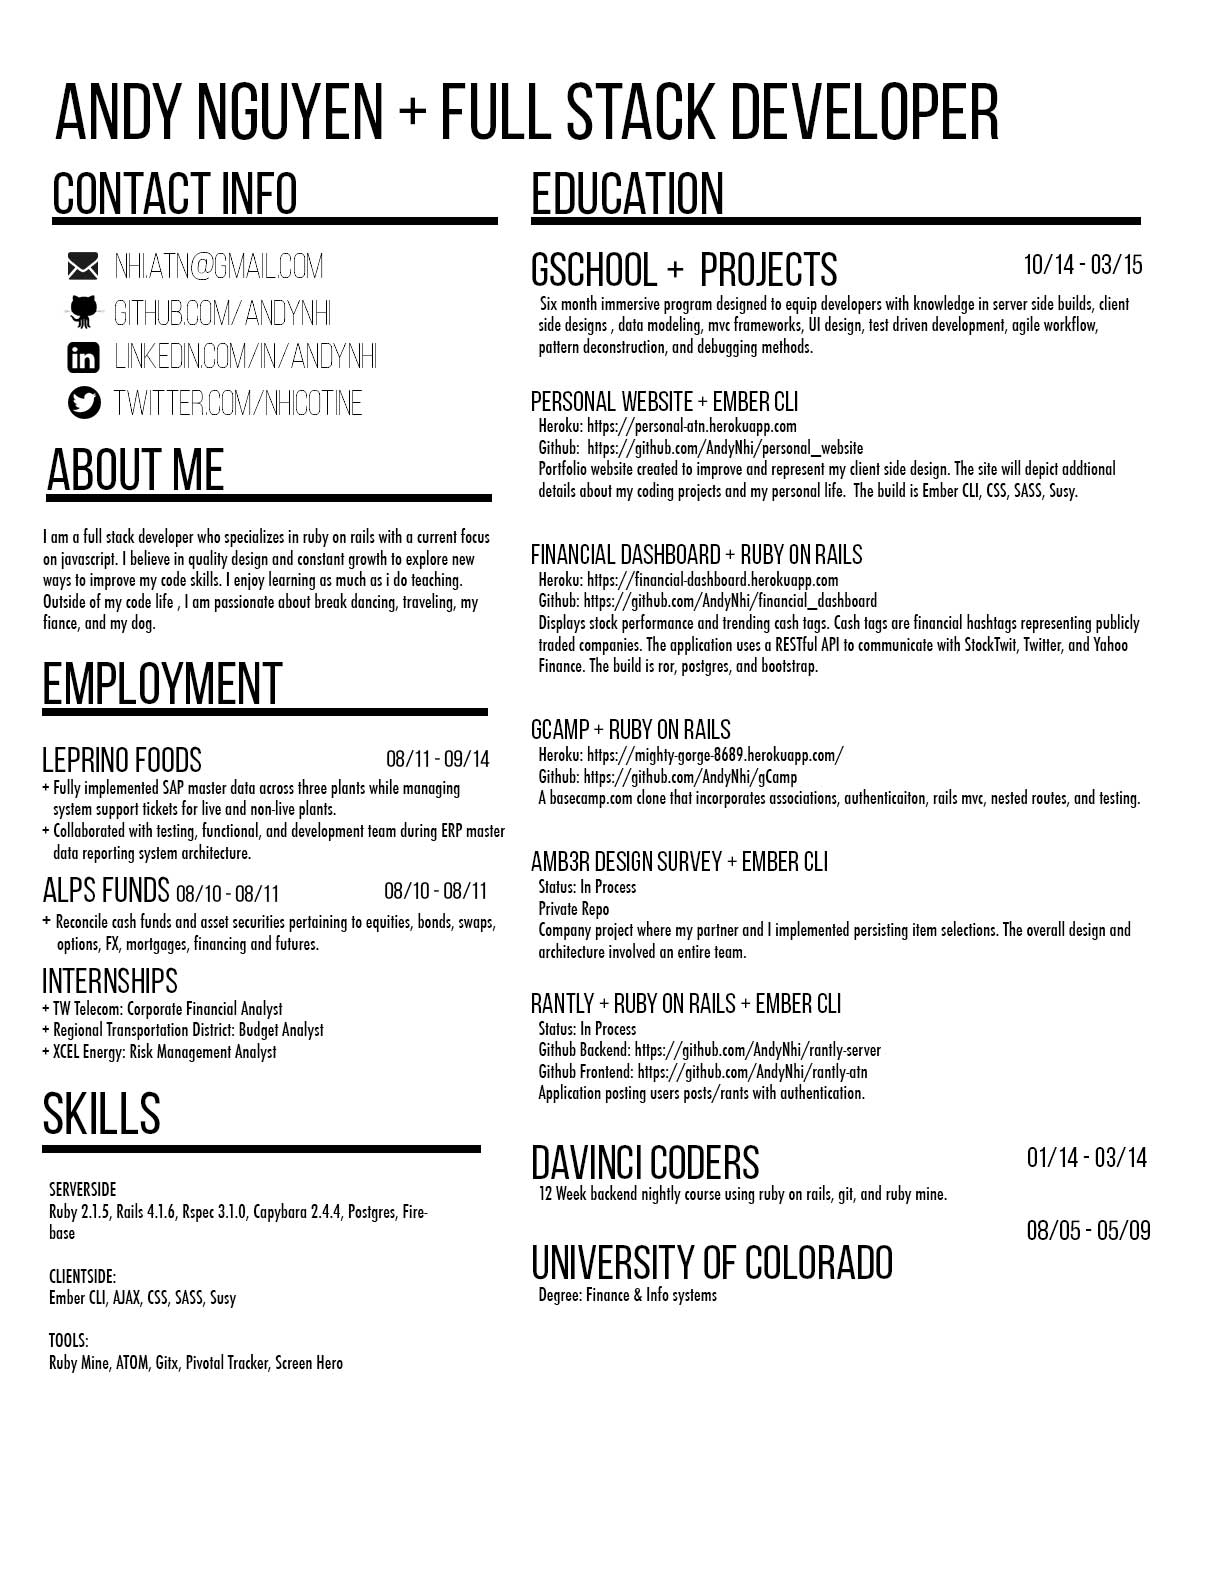 ANDY NGUYEN + FULL STACK DEVELOPER
CONTACT INFO
NHI.ATN@GMAIL.COM
GITHUB.COM/ANDYNHI
in LINKEDIN.COM/IN/ANDYNHI
TWITTER.COM/NHICOTINE
ABOUT ME
I am a full stack developer who specializes in ruby on rails with a current focus
on javascript. I believe in quality design and constant growth to explore new
ways to improve my code skills. I enjoy learning as much as i do teaching.
Outside of my code life , I am passionate about break dancing, traveling, my
fiance, and my dog.
EMPLOYMENT
LEPRINO FOODS 08/11 - 09/14
+ Fully implemented SAP master data across three plants while managing
system support tickets for live and non-live plants.
+ Collaborated with testing, functional, and development team during ERP master
data reporting system architecture.
ALPS FUNDS 08/10 - 08/11 08/10 - 08/11
+ Reconcile cash funds and asset securities pertaining to equities, bonds, swaps,
options, FX, mortgages, financing and futures.
INTERNSHIPS
+ TW Telecom: Corporate Financial Analyst
+ Regional Transportation District: Budget Analyst
+ XCEL Energy: Risk Management Analyst
SKILLS
SERVERSIDE
Ruby 2.1.5, Rails 4.1.6, Rspec 3.1.0, Capybara 2.4.4, Postgres, Fire-
base
CLIENTSIDE:
Ember CLI, AJAX, CSS, SASS, Susy
TOOLS:
Ruby Mine, ATOM, Gitx, Pivotal Tracker, Screen Hero
EDUCATION
GSCHOOL + PROJECTS 10/14 - 03/15
Six month immersive program designed to equip developers with knowledge in server side builds, client
side designs , data modeling, mvc frameworks, UI design, test driven development, agile workflow,
pattern deconstruction, and debugging methods.
PERSONAL WEBSITE + EMBER CLI
Heroku: https://personal-atn.herokuapp.com
Github: https://github.com/AndyNhi/personal_website
Portfolio website created to improve and represent my client side design. The site will depict addtional
details about my coding projects and my personal life. The build is Ember CLI, CSS, SASS, Susy.
FINANCIAL DASHBOARD + RUBY ON RAILS
Heroku: https://financial-dashboard.herokuapp.com
Github: https://github.com/AndyNhi/financial_dashboard
Displays stock performance and trending cash tags. Cash tags are financial hashtags representing publicly
traded companies. The application uses a RESTful API to communicate with StockTwit, Twitter, and Yahoo
Finance. The build is ror, postgres, and bootstrap.
GCAMP + RUBY ON RAILS
Heroku: https://mighty-gorge-8689.herokuapp.com/
Github: https://github.com/AndyNhi/gCamp
A basecamp.com clone that incorporates associations, authenticaiton, rails mvc, nested routes, and testing.
AMB3R DESIGN SURVEY + EMBER CLI
Status: In Process
Private Repo
Company project where my partner and I implemented persisting item selections. The overall design and
architecture involved an entire team.
RANTLY + RUBY ON RAILS + EMBER CLI
Status: In Process
Github Backend: https://github.com/AndyNhi/rantly-server
Github Frontend: https://github.com/AndyNhi/rantly-atn
Application posting users posts/rants with authentication.
DAVINCI CODERS 01/14 - 03/14
12 Week backend nightly course using ruby on rails, git, and ruby mine.
08/05 - 05/09
UNIVERSITY OF COLORADO
Degree: Finance & Info systems